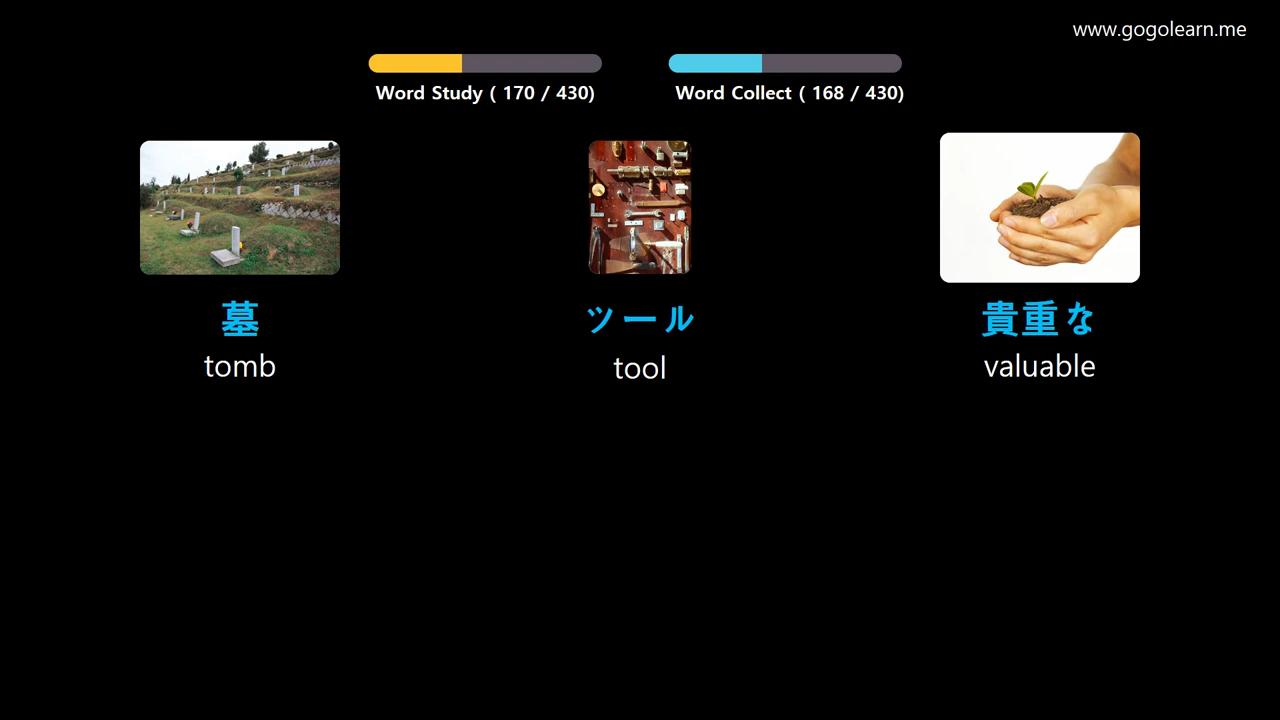 www.gogolearn.me
Word Study ( 170 / 430)
Word Collect ( 168 / 430)
墓
ツール
貴重な
tomb
tool
valuable